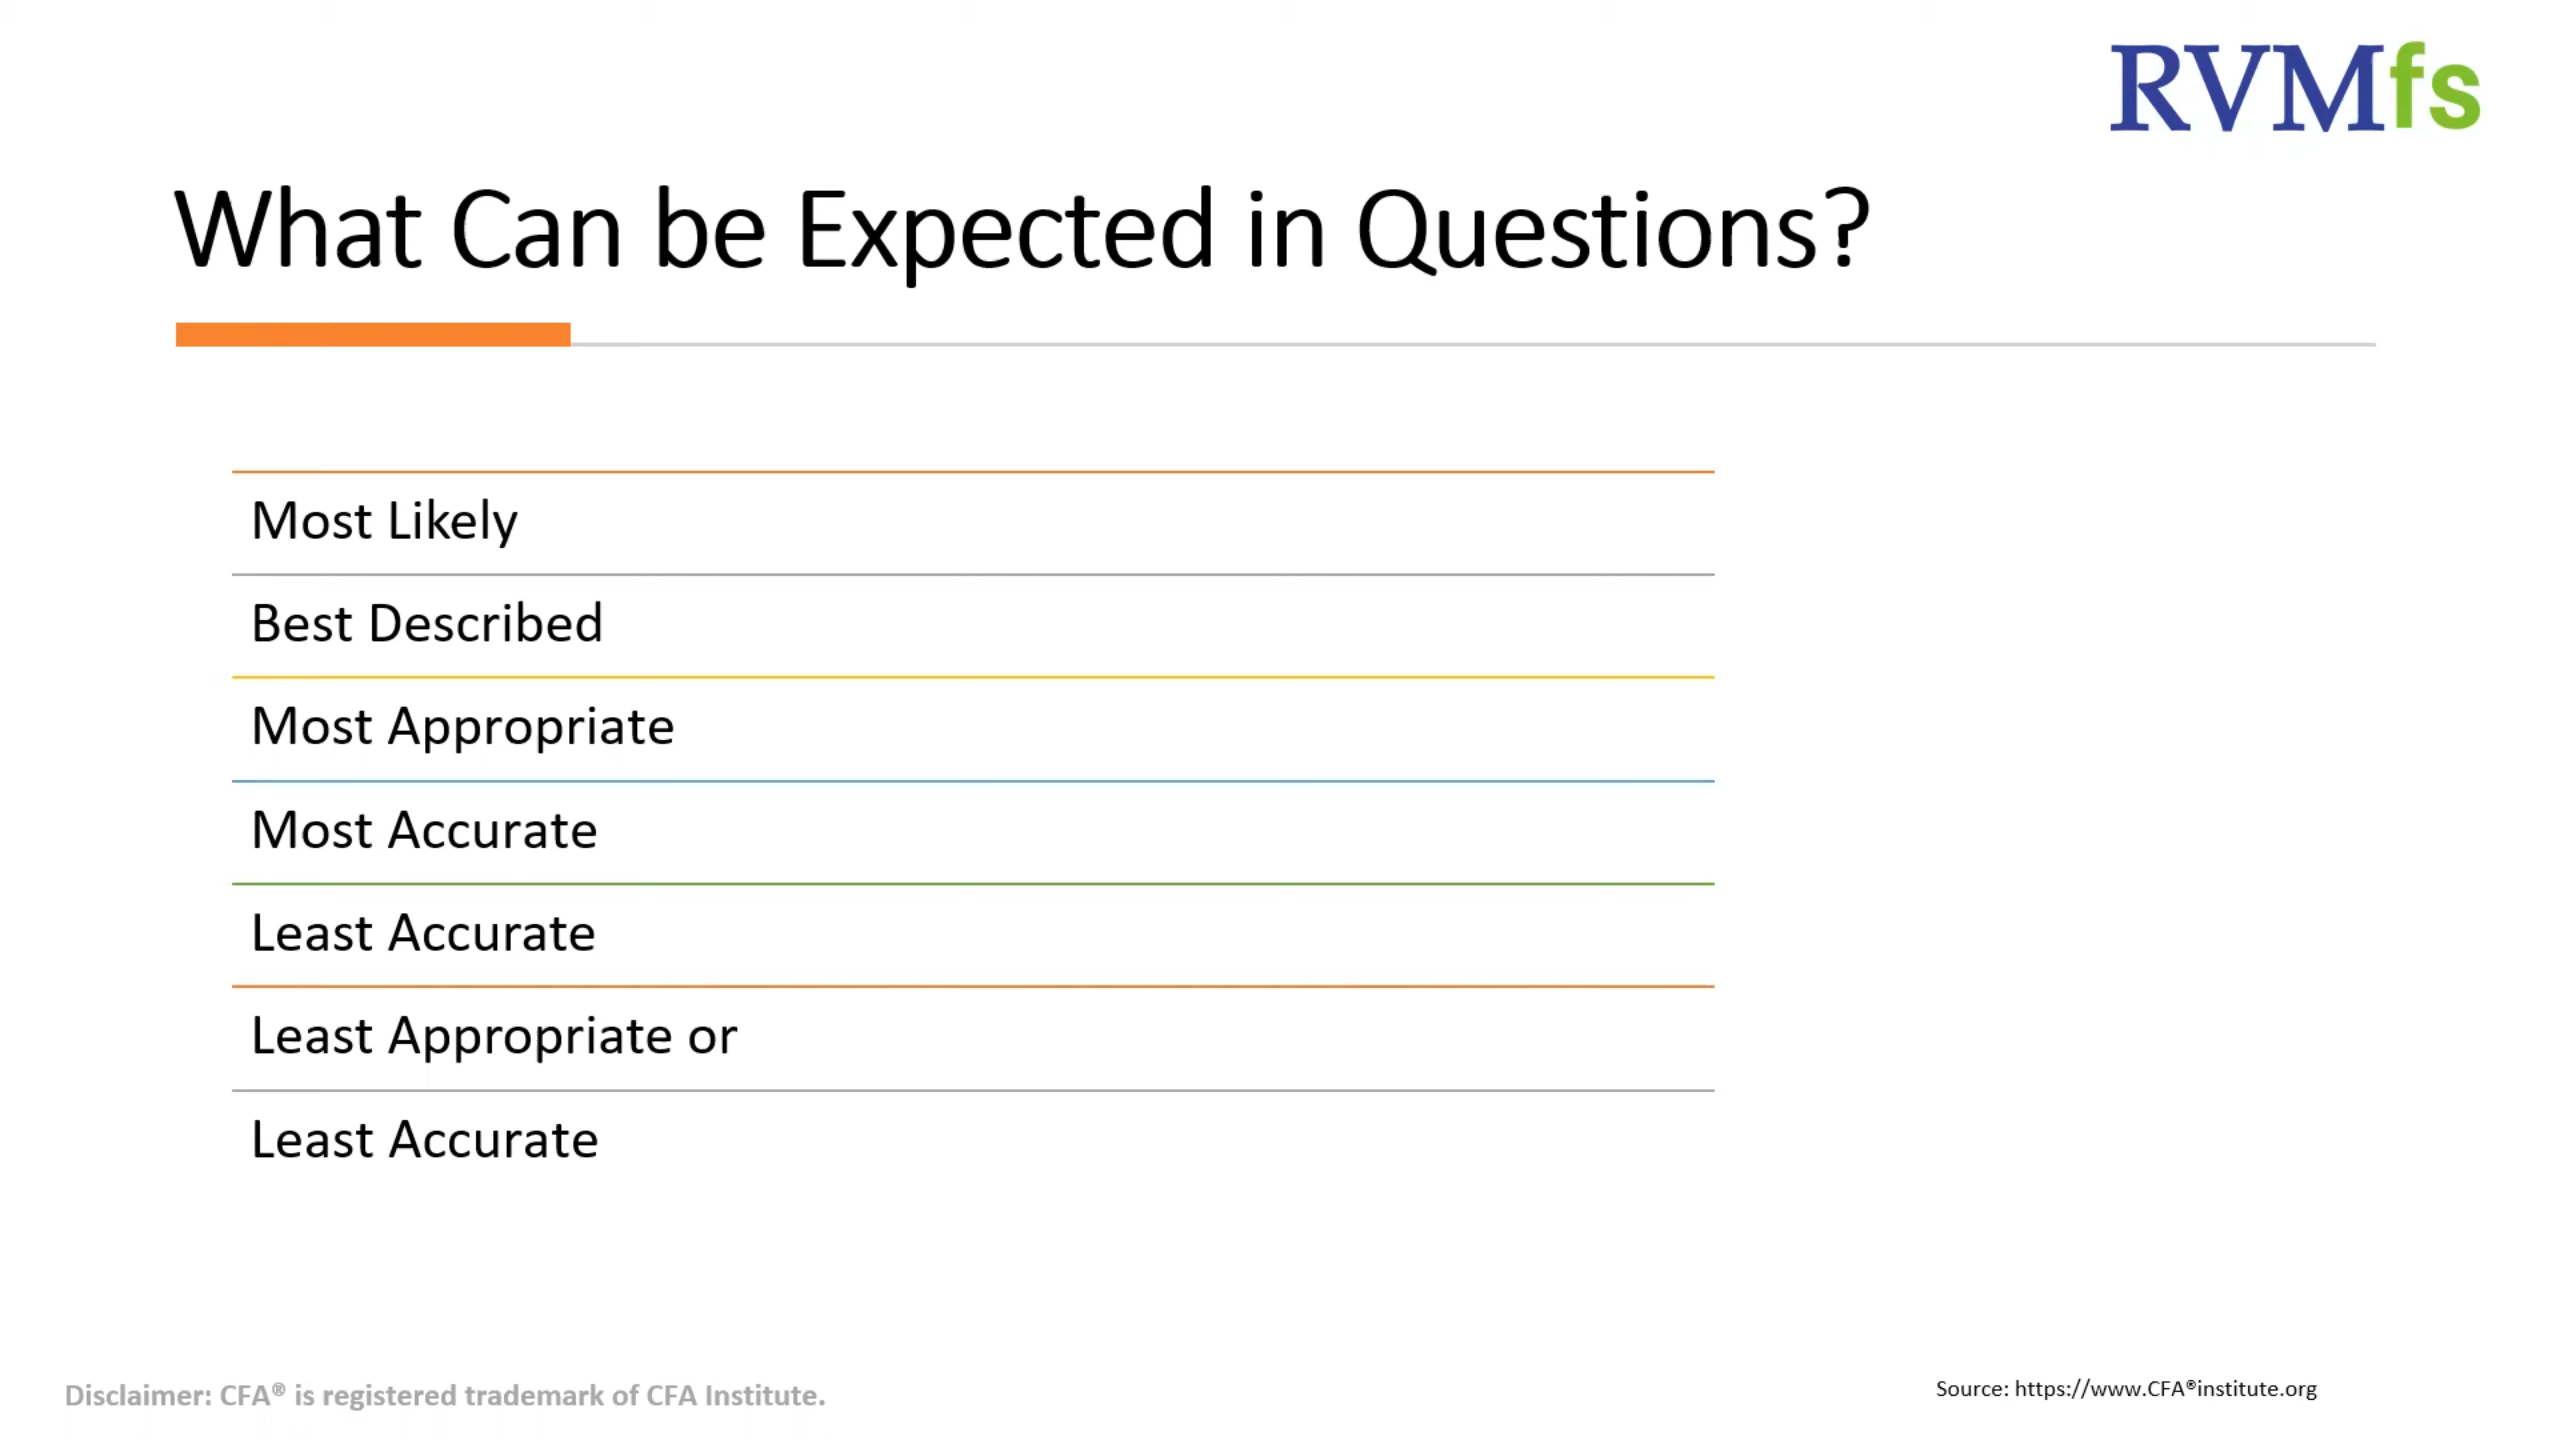 RVMfs
What Can be Expected in Questions?
Most Likely
Best Described
Most Appropriate
Most Accurate
Least Accurate
Least Appropriate or
Least Accurate
Disclaimer: CFA® is registered trademark of CFA Institute.
Source: https://www.CFA®institute.org